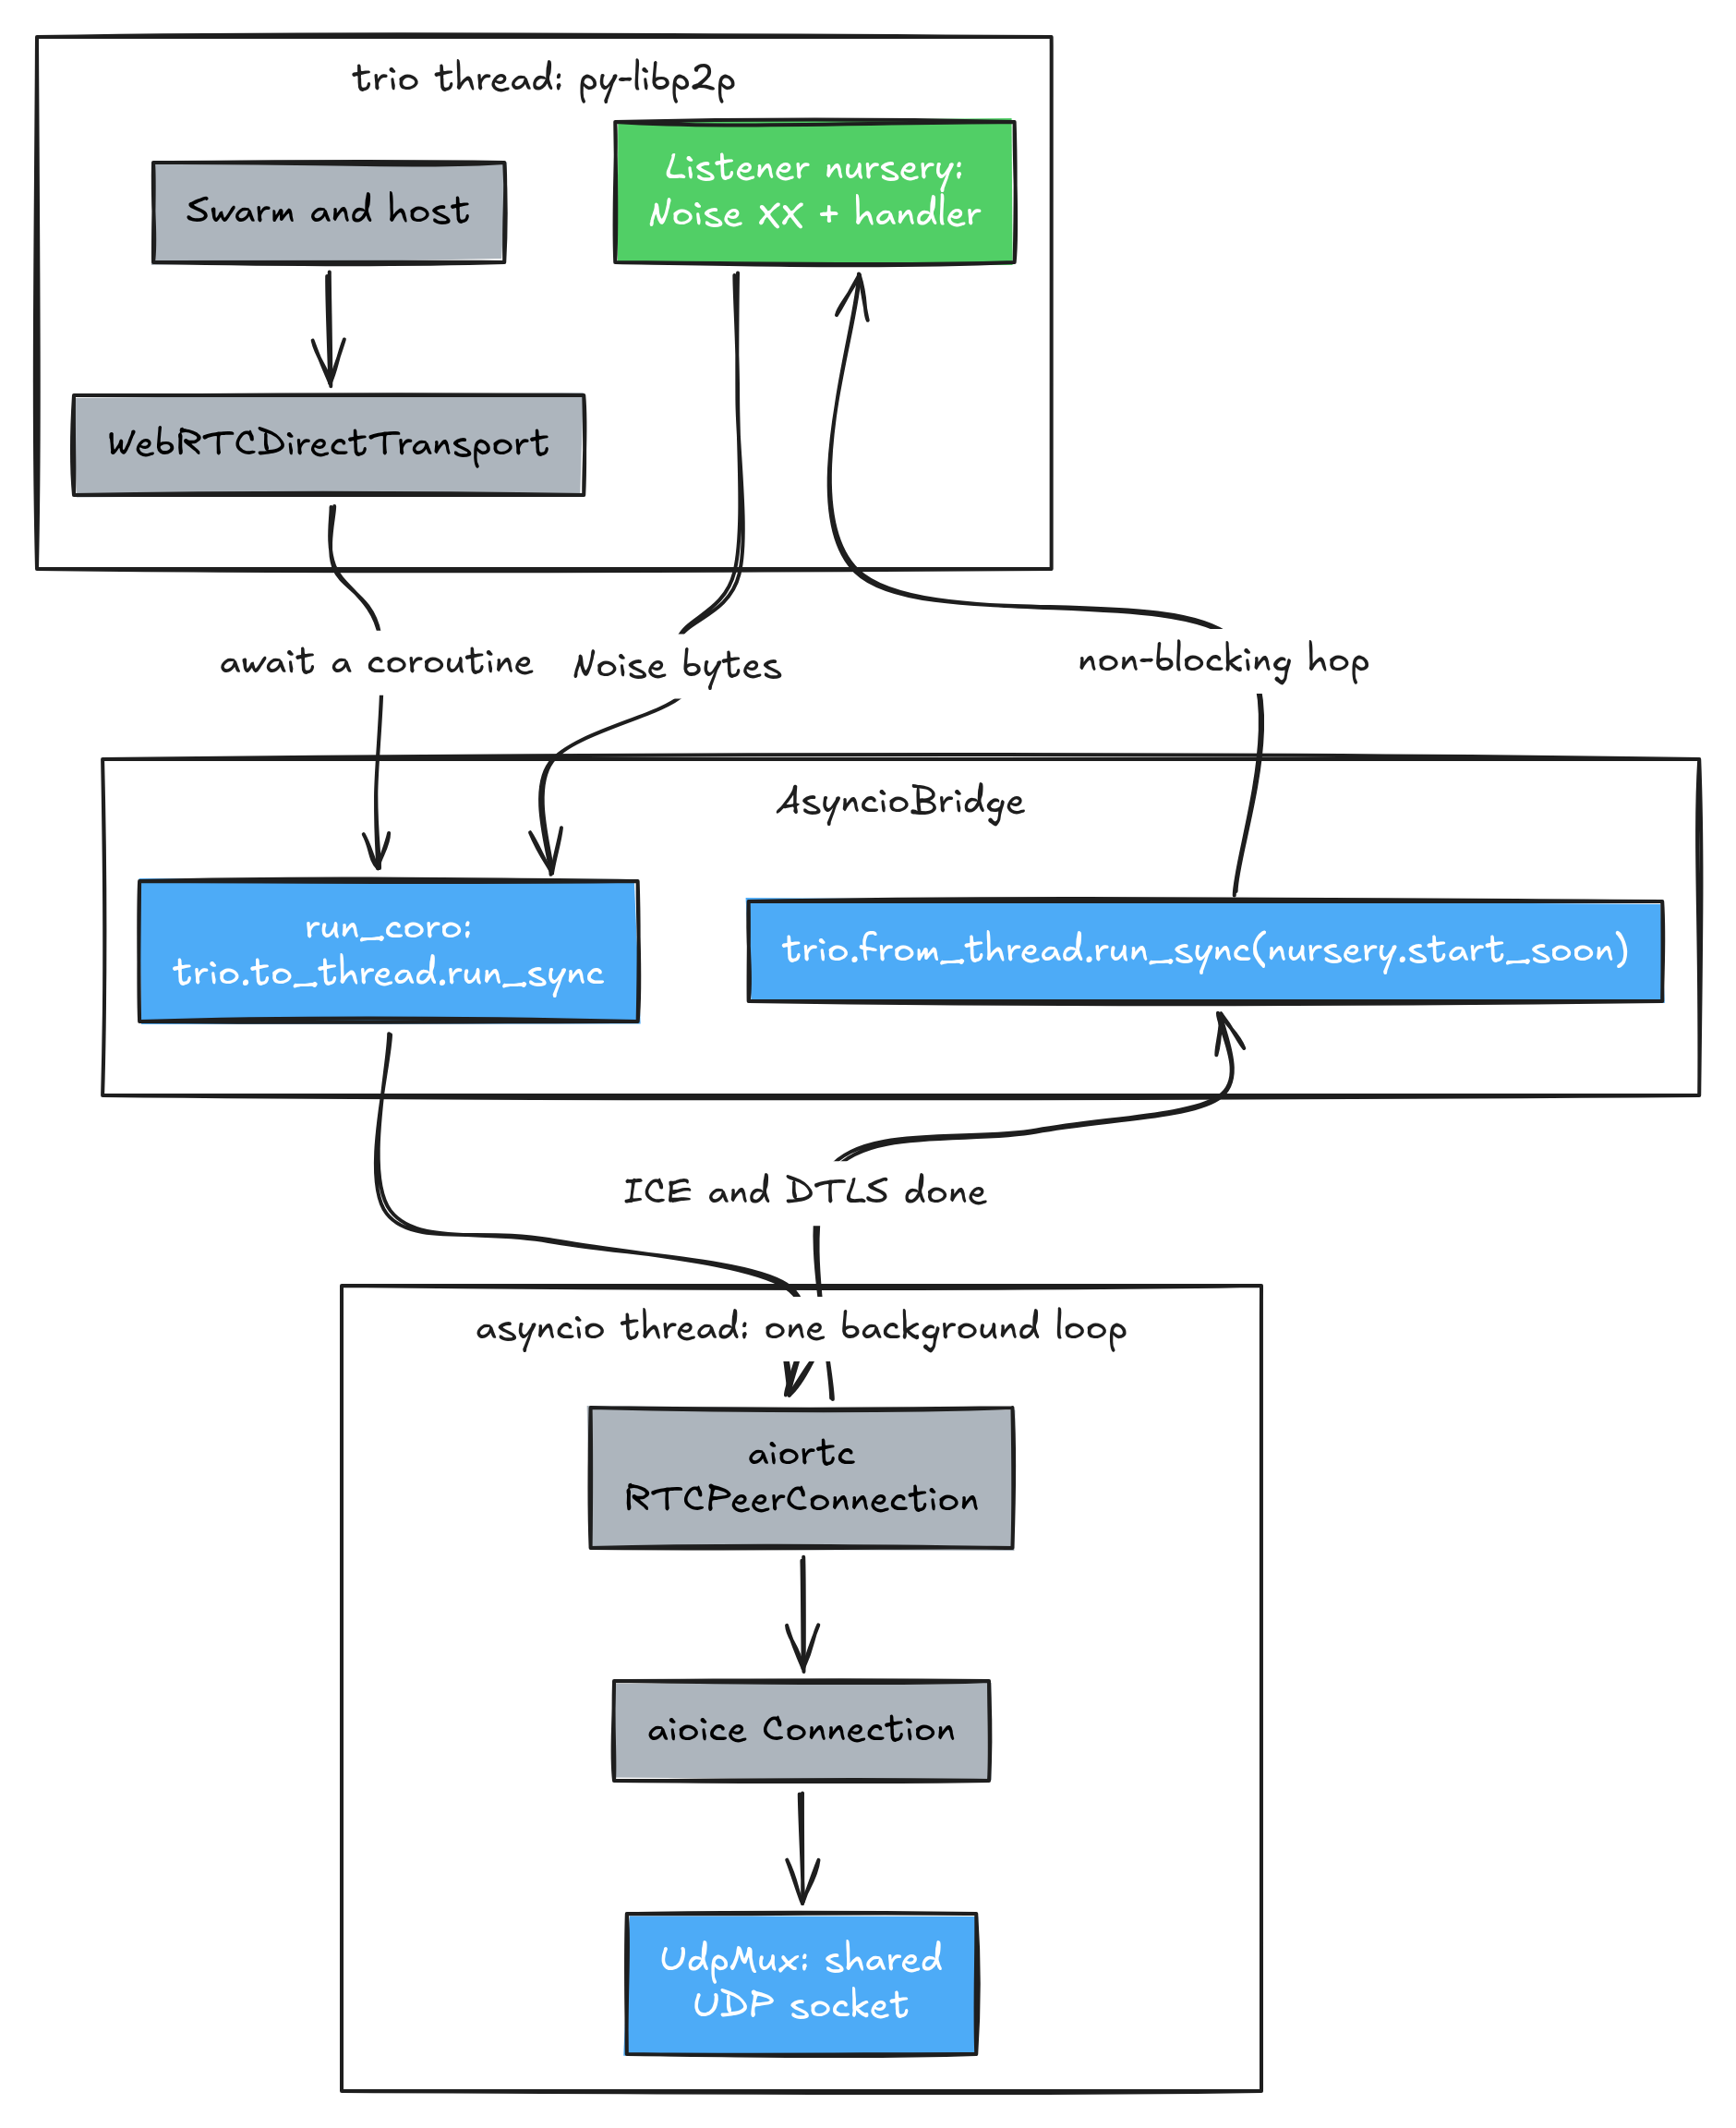 trio thread: py-libp2p
Listener nursery:
Noise XX + handler
Swarm and host
WebRTCDirectTransport
await a coroutine
Noise bytes
non-blocking hop
AsyncioBridge
run_coro:
trio.to_thread.run_sync
trio.from_thread.run_sync(nursery.start_soon)
ICE and DTLS done
asyncio thread: one background loop
aiortc
RTCPeerConnection
aioice Connection
UdpMux: shared
UDP socket